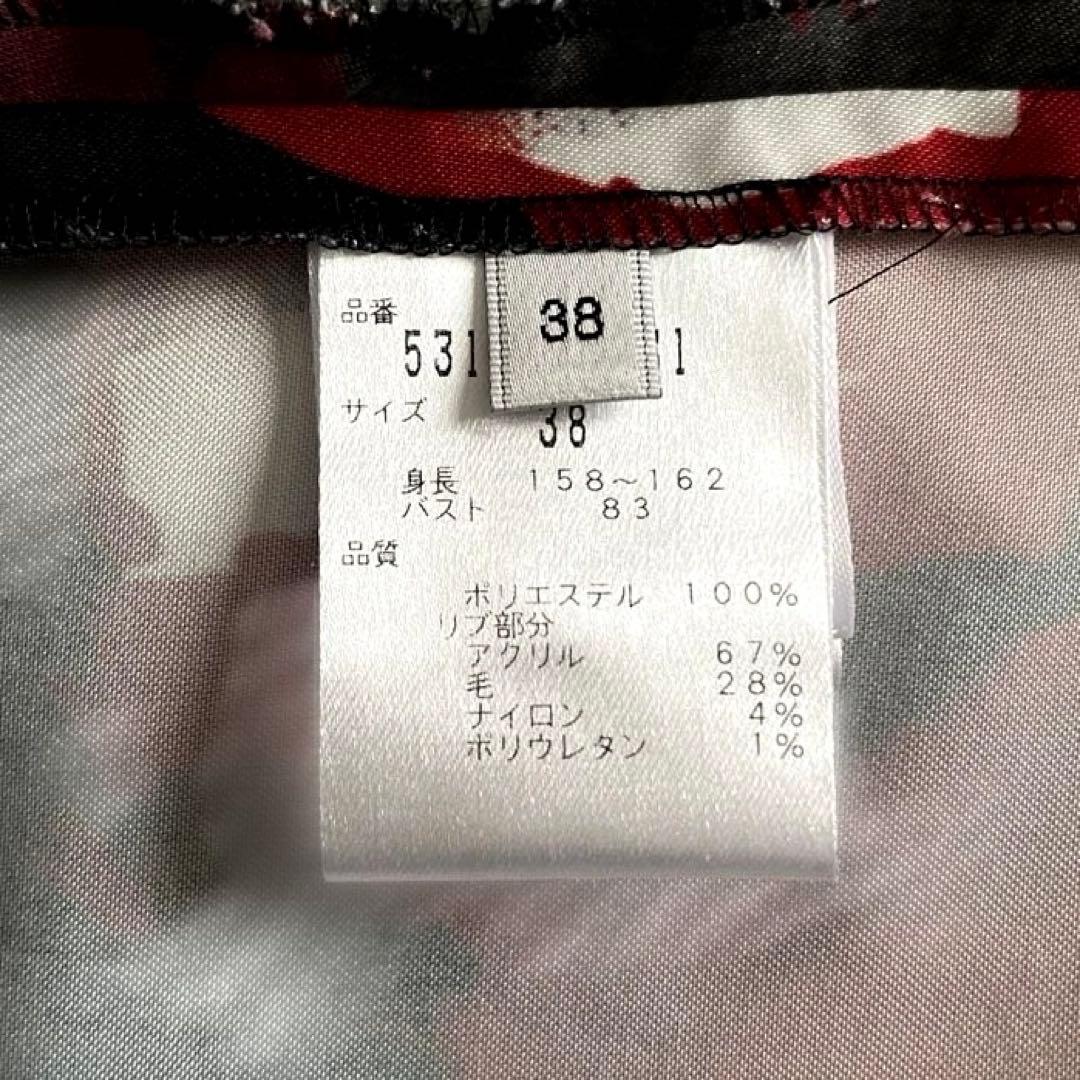 38
品番
531
サイズ
38
身長 158～162
バスト 83
品質
ポリエステル 100%
リブ部分
アクリル 67%
毛 28%
ナイロン 4%
ポリウレタン 1%